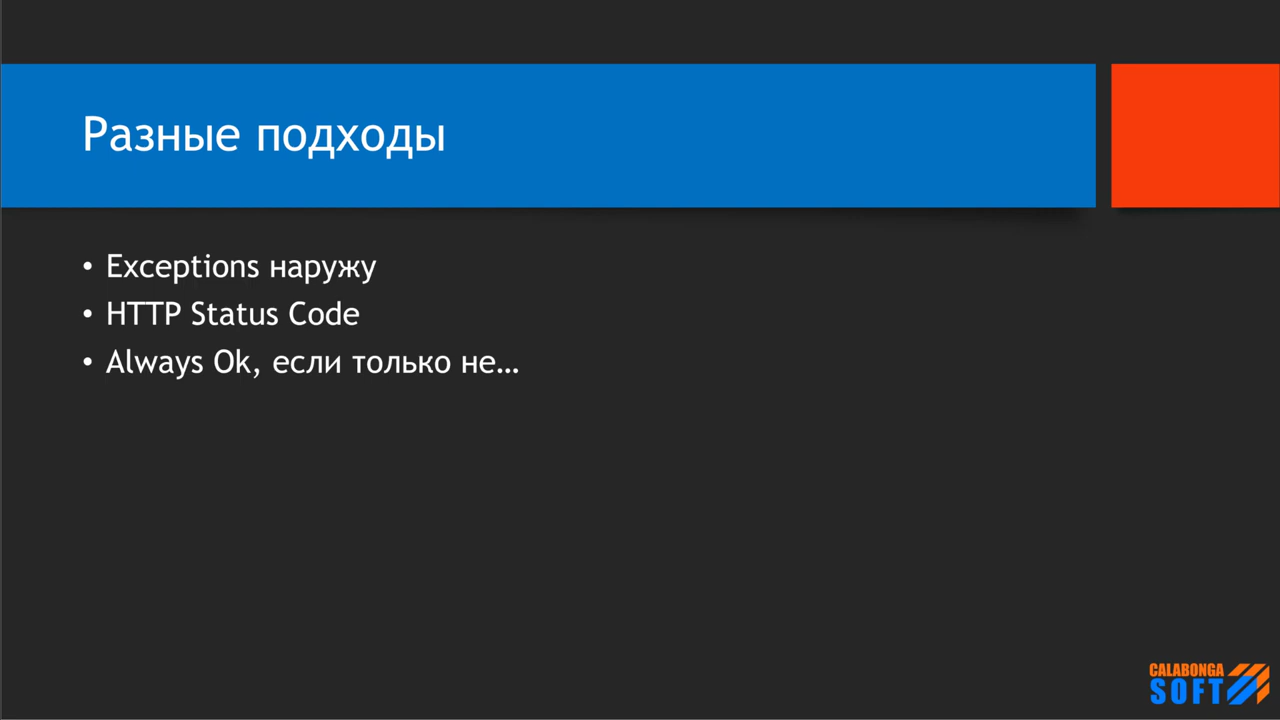 Разные подходы
• Exceptions наружу
• HTTP Status Code
• Always Ok, если только не...
CALABONGA
SOFT